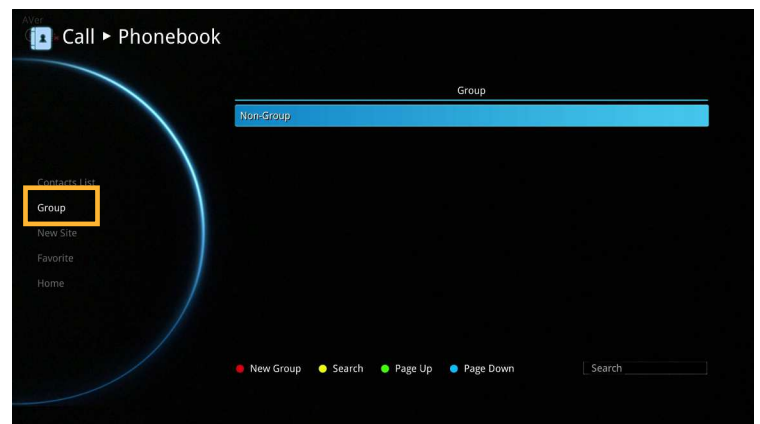 AVer
Call ► Phonebook
Group
Non-Group
Contacts List
Group
New Site
Favorite
Home
New Group Search Page Up Page Down Search